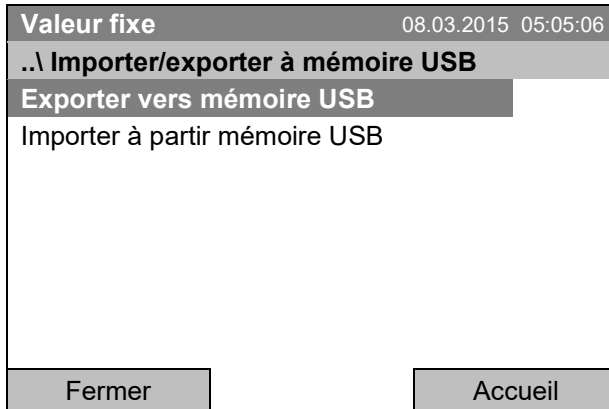 Valeur fixe 08.03.2015 05:05:06
..\ Importer/exporter à mémoire USB
Exporter vers mémoire USB
Importer à partir mémoire USB
Fermer Accueil